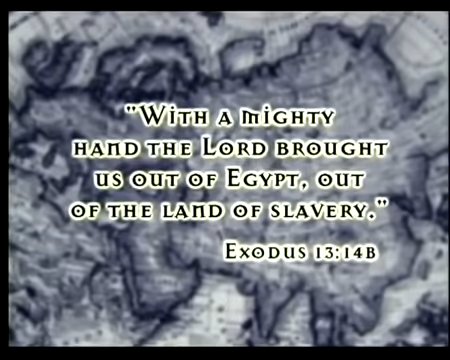 "With a mighty
hand the Lord brought
us out of Egypt, out
of the land of slavery."
Exodus 13:14b